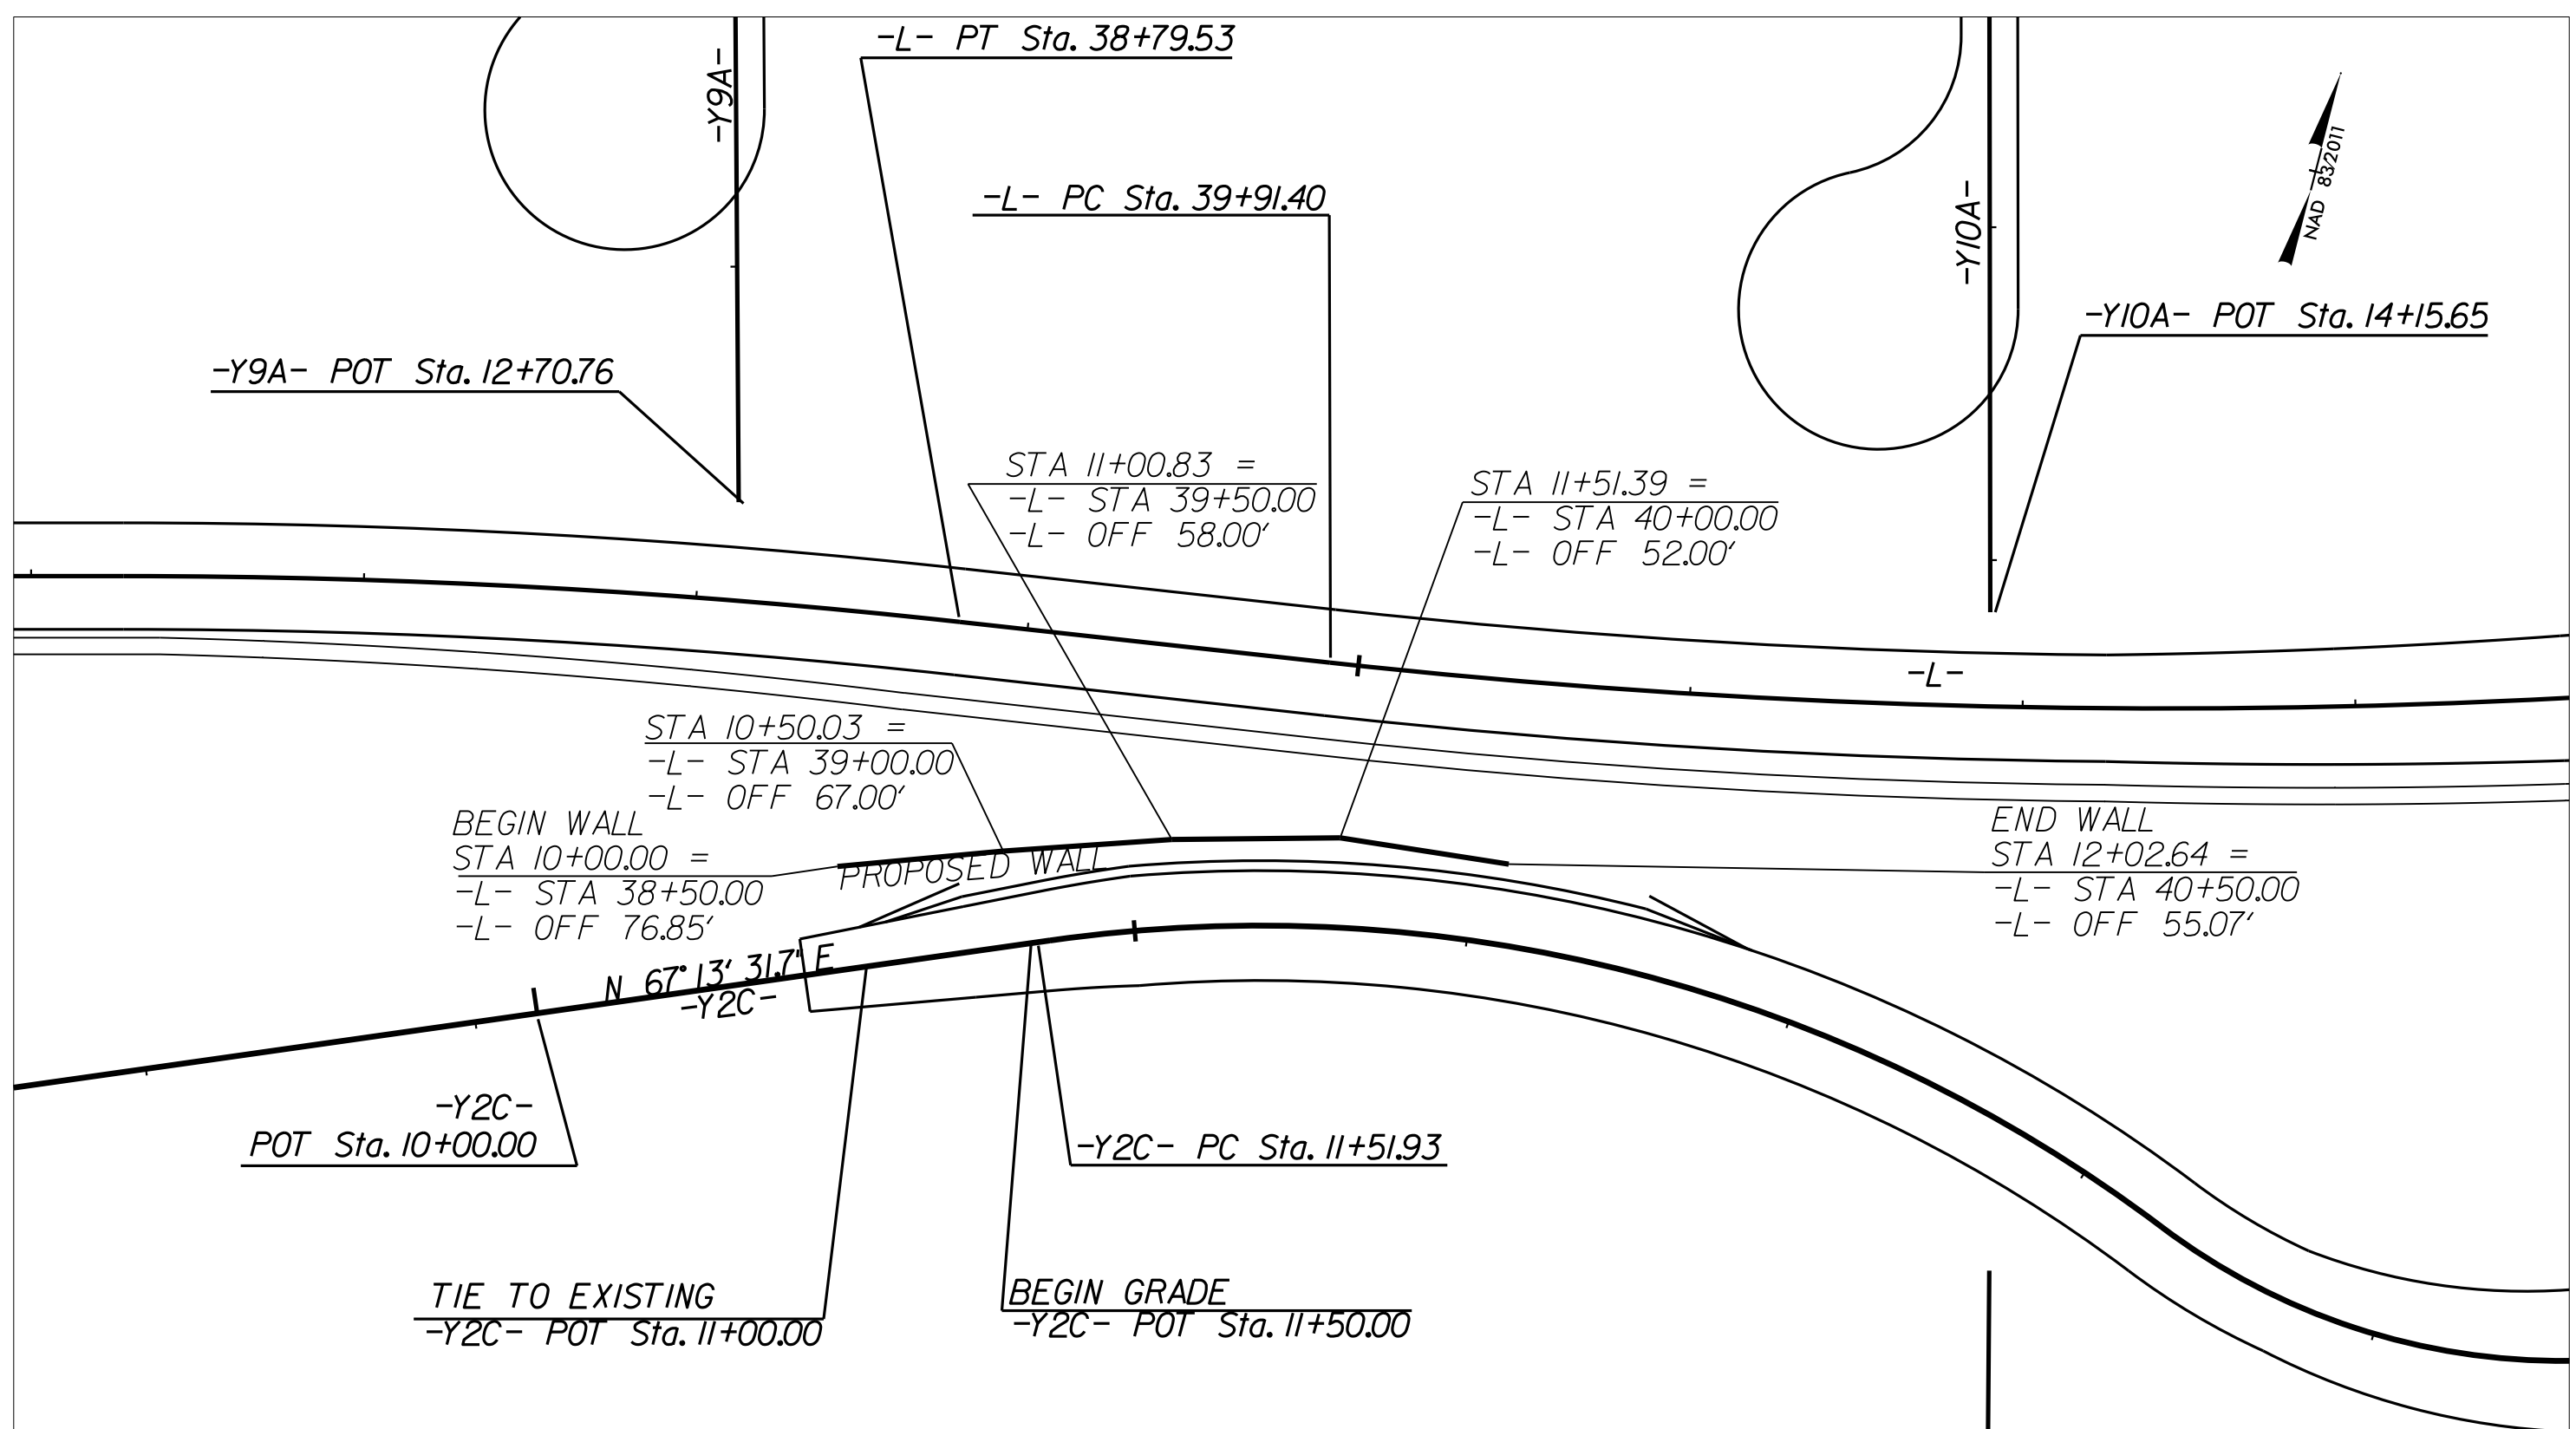 -L- PT Sta. 38+79.53
-Y9A-
-L- PC Sta. 39+91.40
-Y10A-
NAD 83/2011
-Y10A- POT Sta. 14+15.65
-Y9A- POT Sta. 12+70.76
STA 11+00.83 =
-L- STA 39+50.00
-L- OFF 58.00'
STA 11+51.39 =
-L- STA 40+00.00
-L- OFF 52.00'
-L-
STA 10+50.03 =
-L- STA 39+00.00
-L- OFF 67.00'
BEGIN WALL
STA 10+00.00 =
-L- STA 38+50.00
-L- OFF 76.85'
PROPOSED WALL
END WALL
STA 12+02.64 =
-L- STA 40+50.00
-L- OFF 55.07'
N 67° 13' 31.7" E
-Y2C-
-Y2C-
POT Sta. 10+00.00
-Y2C- PC Sta. 11+51.93
TIE TO EXISTING
-Y2C- POT Sta. 11+00.00
BEGIN GRADE
-Y2C- POT Sta. 11+50.00